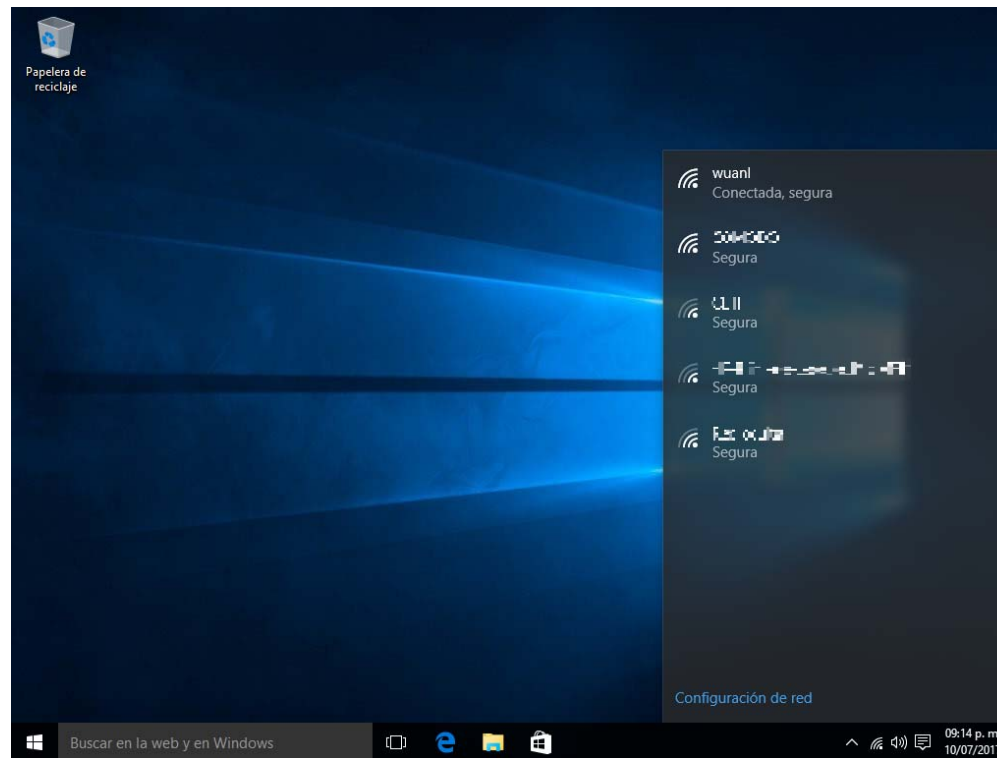 Papelera de
reciclaje
wuanl
Conectada, segura
Segura
Segura
Segura
Segura
Configuración de red
Buscar en la web y en Windows
09:14 p. m
10/07/201